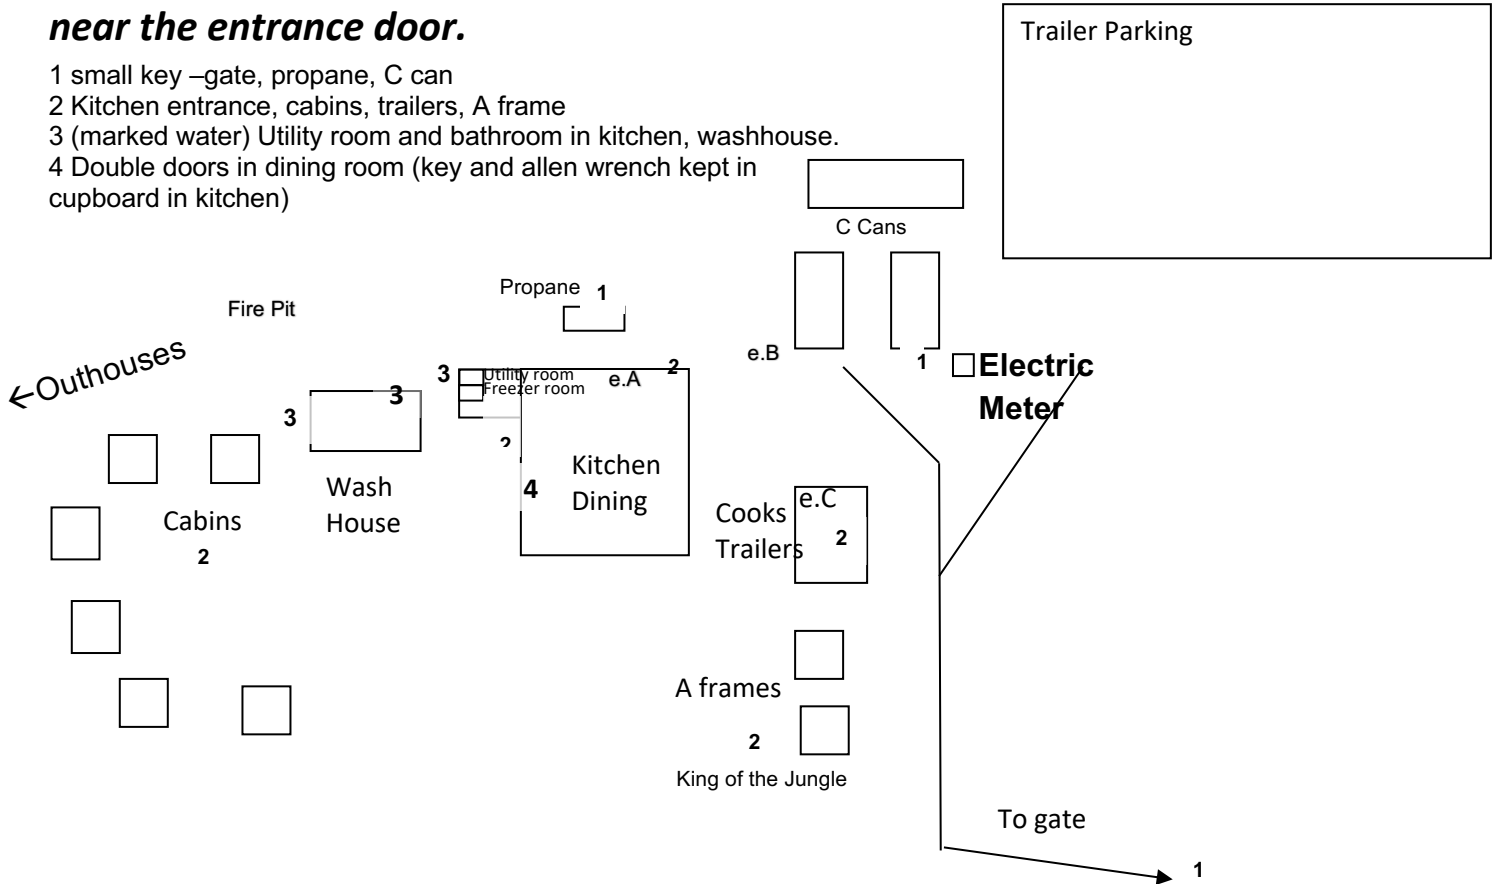 near the entrance door.
Trailer Parking
1 small key –gate, propane, C can
2 Kitchen entrance, cabins, trailers, A frame
3 (marked water) Utility room and bathroom in kitchen, washhouse.
4 Double doors in dining room (key and allen wrench kept in
cupboard in kitchen)
C Cans
Propane
1
Fire Pit
e.B
1
Electric
Meter
←Outhouses
3
Utility room
Freezer room
e.A
2
3
3
2
4
Kitchen
Dining
Wash
House
Cabins
2
Cooks
Trailers
e.C
2
A frames
2
King of the Jungle
To gate
1